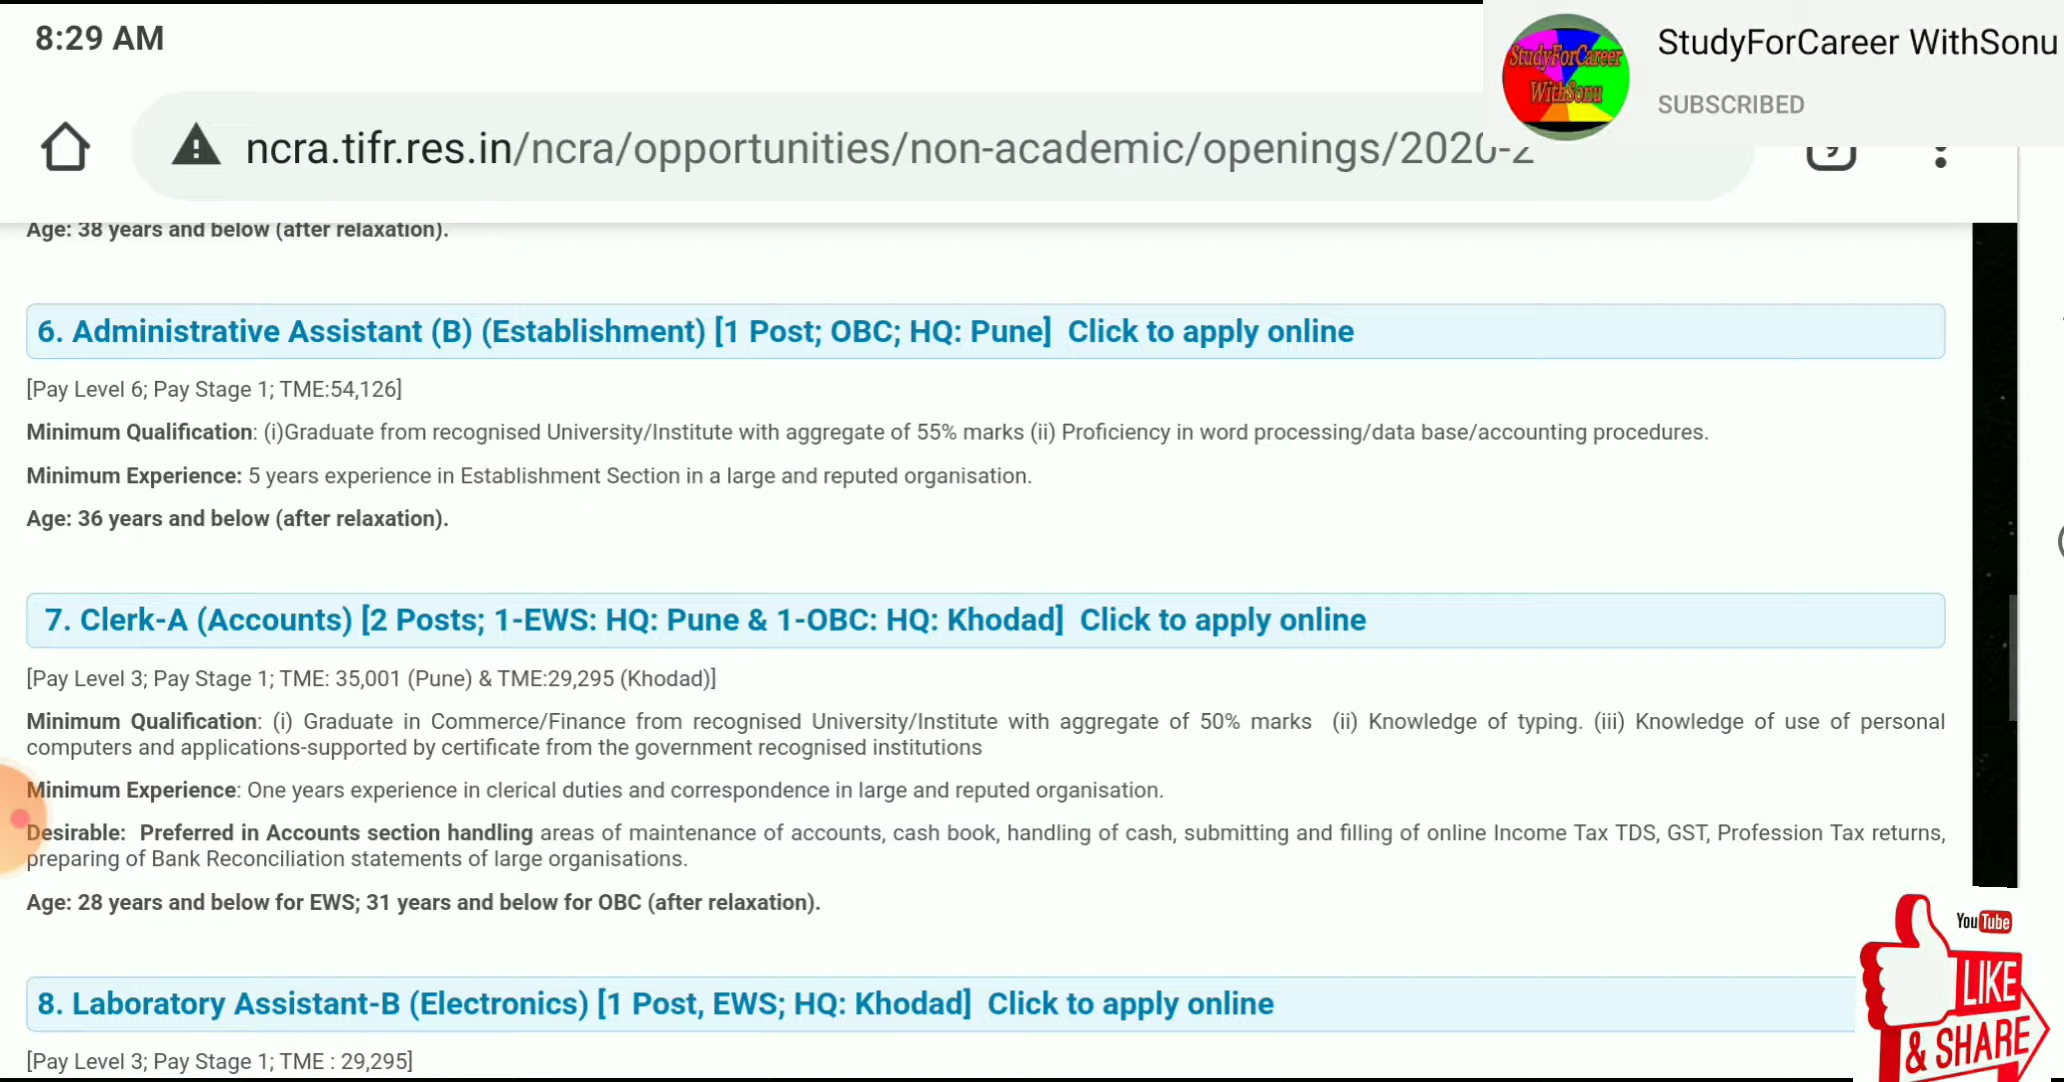 8:29 AM
StudyForCareer WithSonu
SUBSCRIBED
StudyForCareer
WithSonu
ncra.tifr.res.in/ncra/opportunities/non-academic/openings/2020-2
9
Age: 38 years and below (after relaxation).
6. Administrative Assistant (B) (Establishment) [1 Post; OBC; HQ: Pune] Click to apply online
[Pay Level 6; Pay Stage 1; TME:54,126]
Minimum Qualification: (i)Graduate from recognised University/Institute with aggregate of 55% marks (ii) Proficiency in word processing/data base/accounting procedures.
Minimum Experience: 5 years experience in Establishment Section in a large and reputed organisation.
Age: 36 years and below (after relaxation).
7. Clerk-A (Accounts) [2 Posts; 1-EWS: HQ: Pune & 1-OBC: HQ: Khodad] Click to apply online
[Pay Level 3; Pay Stage 1; TME: 35,001 (Pune) & TME:29,295 (Khodad)]
Minimum Qualification: (i) Graduate in Commerce/Finance from recognised University/Institute with aggregate of 50% marks (ii) Knowledge of typing. (iii) Knowledge of use of personal
computers and applications-supported by certificate from the government recognised institutions
Minimum Experience: One years experience in clerical duties and correspondence in large and reputed organisation.
Desirable: Preferred in Accounts section handling areas of maintenance of accounts, cash book, handling of cash, submitting and filling of online Income Tax TDS, GST, Profession Tax returns,
preparing of Bank Reconciliation statements of large organisations.
Age: 28 years and below for EWS; 31 years and below for OBC (after relaxation).
8. Laboratory Assistant-B (Electronics) [1 Post, EWS; HQ: Khodad] Click to apply online
[Pay Level 3; Pay Stage 1; TME : 29,295]
YouTube
LIKE
& SHARE